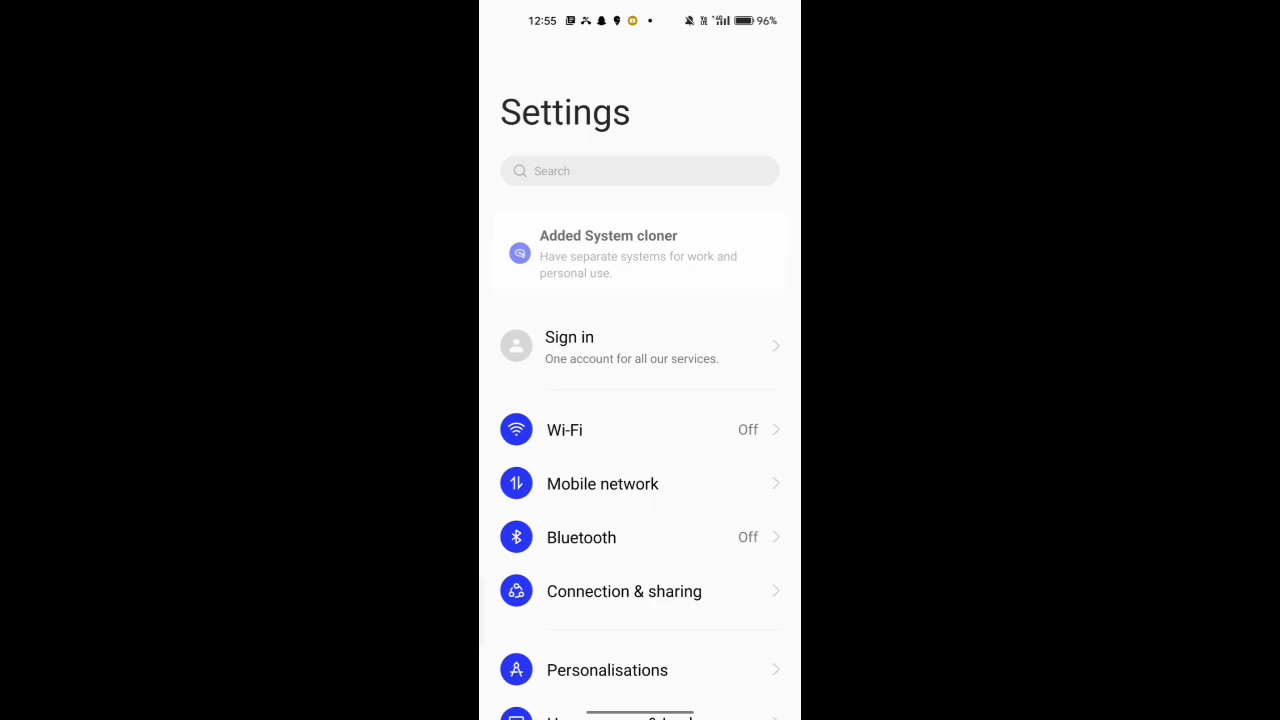 12:55 96%
Settings
Search
Added System cloner
Have separate systems for work and
personal use.
Sign in
One account for all our services.
Wi-Fi Off
Mobile network
Bluetooth Off
Connection & sharing
Personalisations